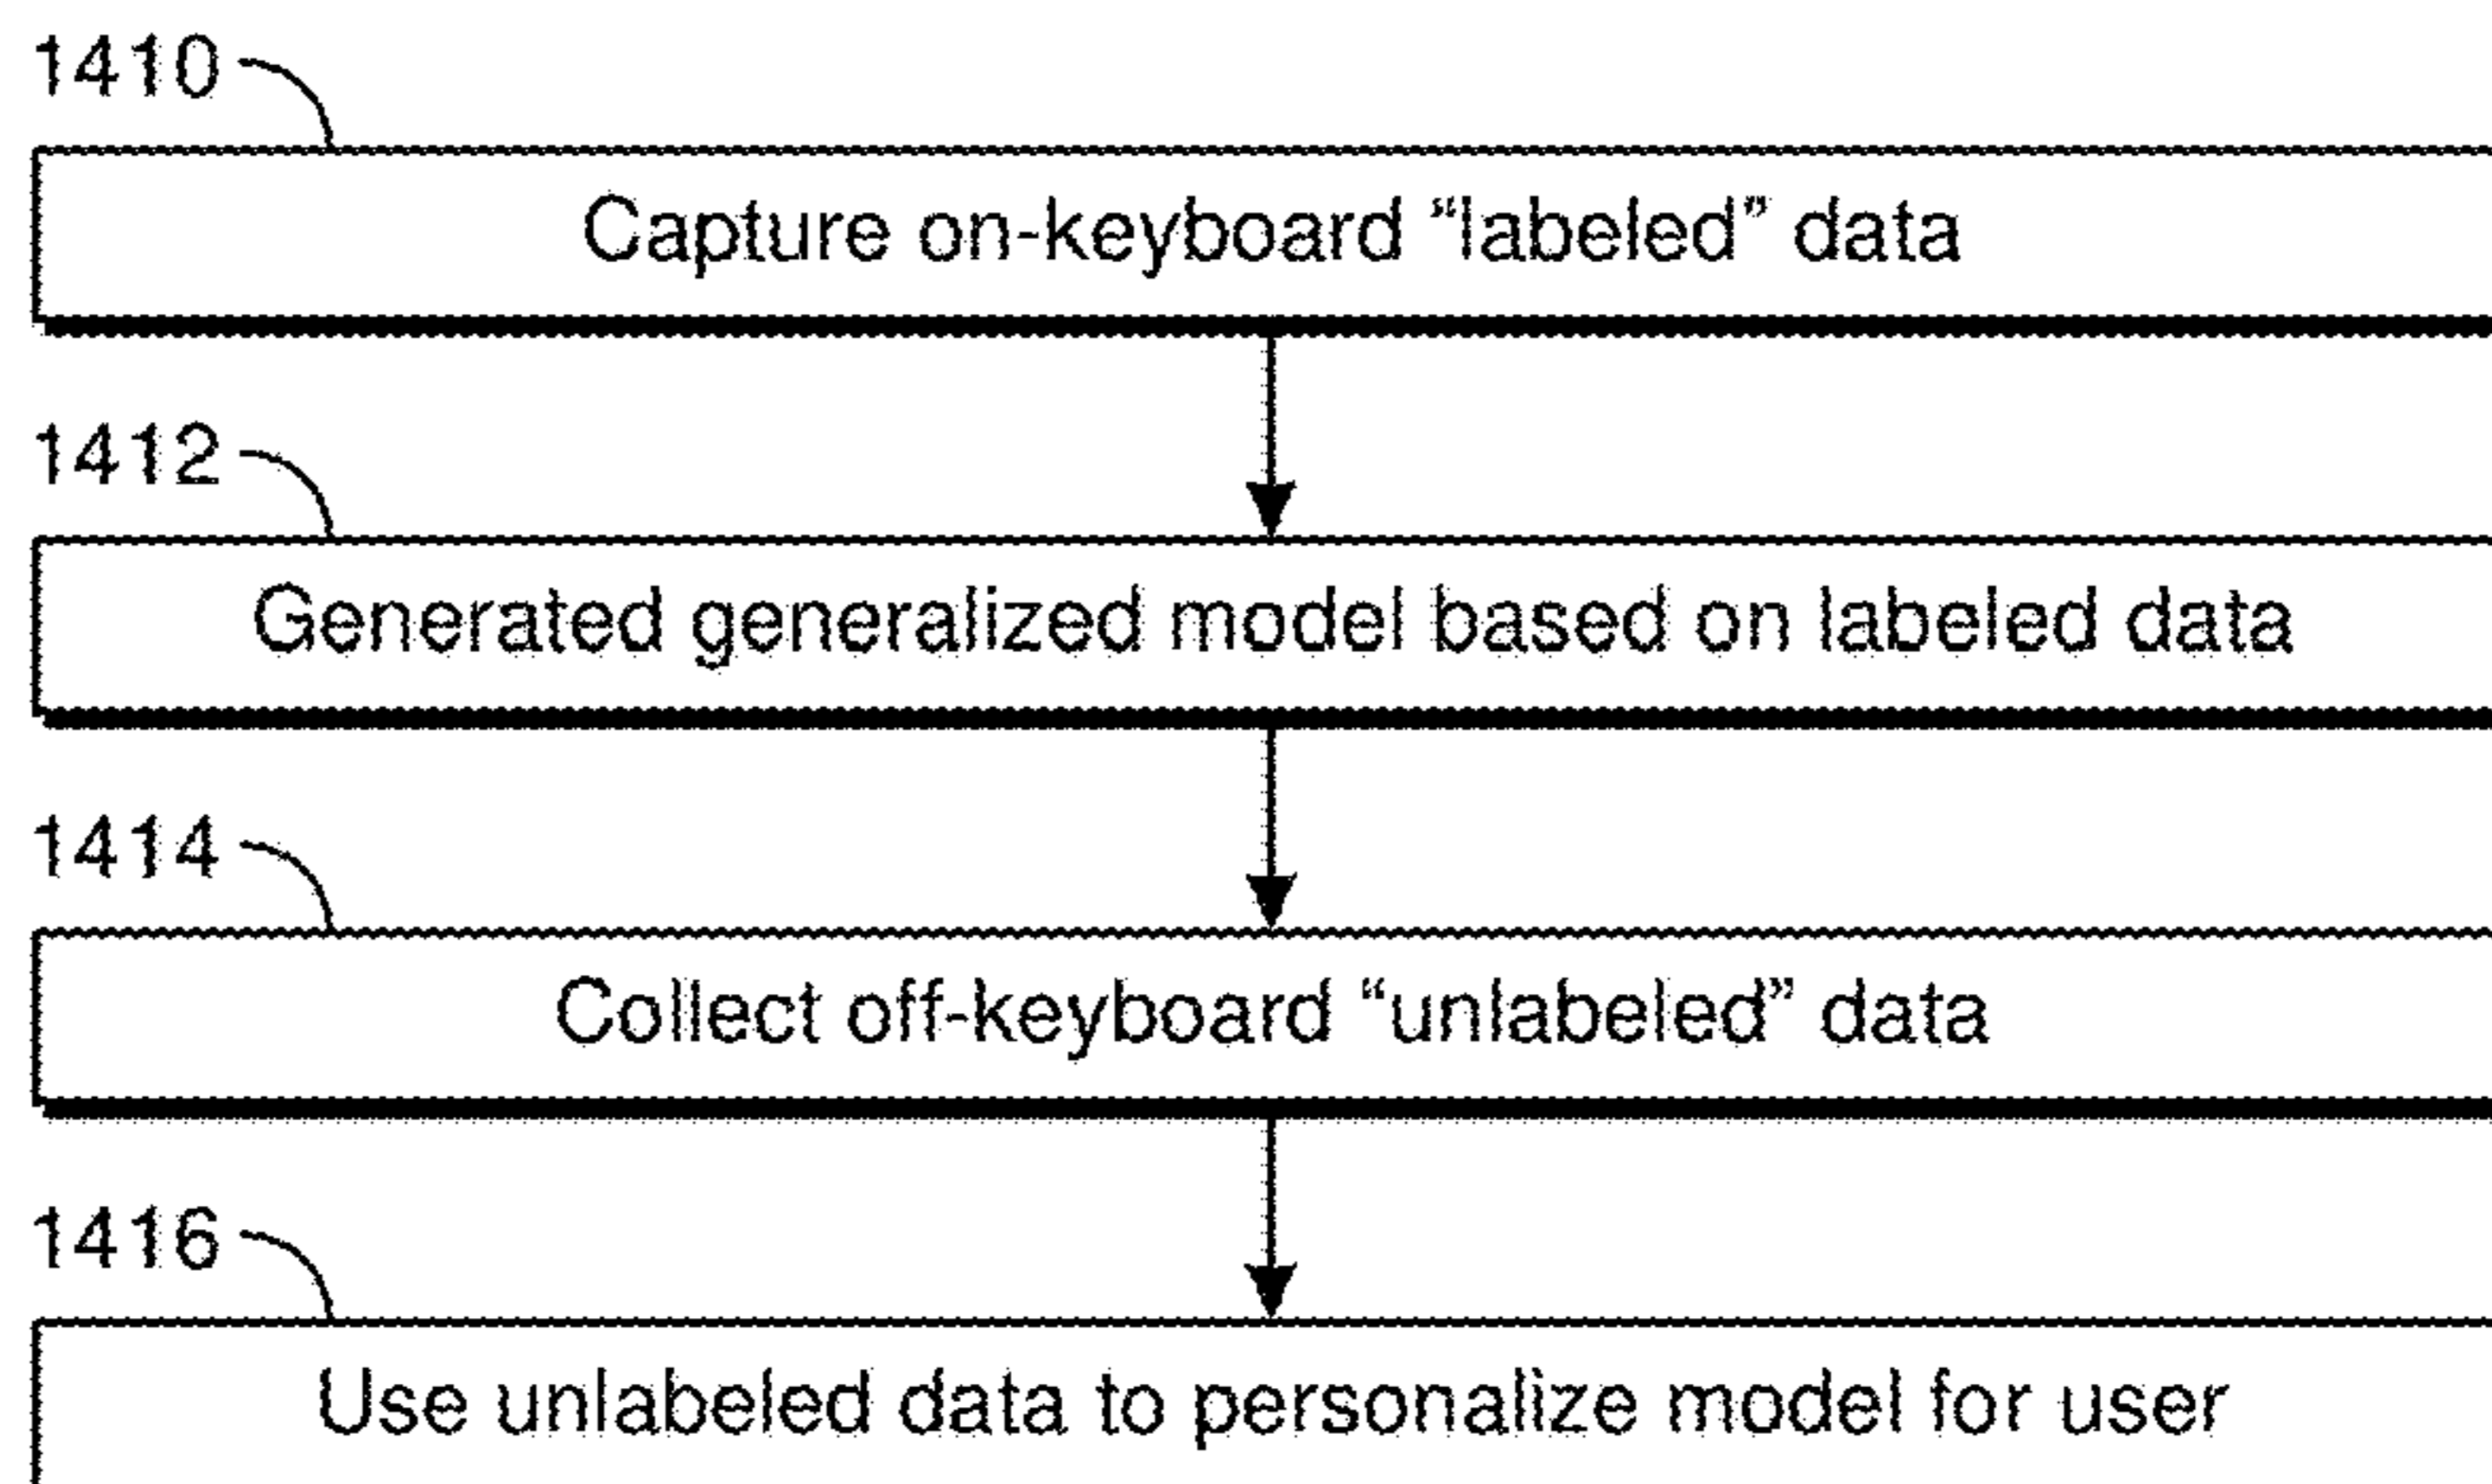 1410
Capture on-keyboard “labeled” data
1412
Generated generalized model based on labeled data
1414
Collect off-keyboard “unlabeled” data
1416
Use unlabeled data to personalize model for user